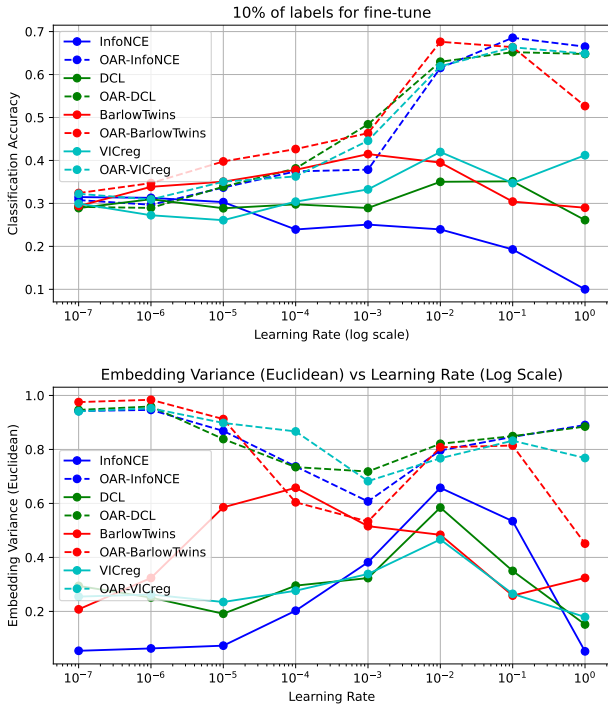 10% of labels for fine-tune
Classification Accuracy
0.7
0.6
0.5
0.4
0.3
0.2
0.1
InfoNCE
OAR-InfoNCE
DCL
OAR-DCL
BarlowTwins
OAR-BarlowTwins
VICreg
OAR-VICreg
10⁻⁷ 10⁻⁶ 10⁻⁵ 10⁻⁴ 10⁻³ 10⁻² 10⁻¹ 10⁰
Learning Rate (log scale)
Embedding Variance (Euclidean) vs Learning Rate (Log Scale)
Embedding Variance (Euclidean)
1.0
0.8
0.6
0.4
0.2
InfoNCE
OAR-InfoNCE
DCL
OAR-DCL
BarlowTwins
OAR-BarlowTwins
VICreg
OAR-VICreg
10⁻⁷ 10⁻⁶ 10⁻⁵ 10⁻⁴ 10⁻³ 10⁻² 10⁻¹ 10⁰
Learning Rate